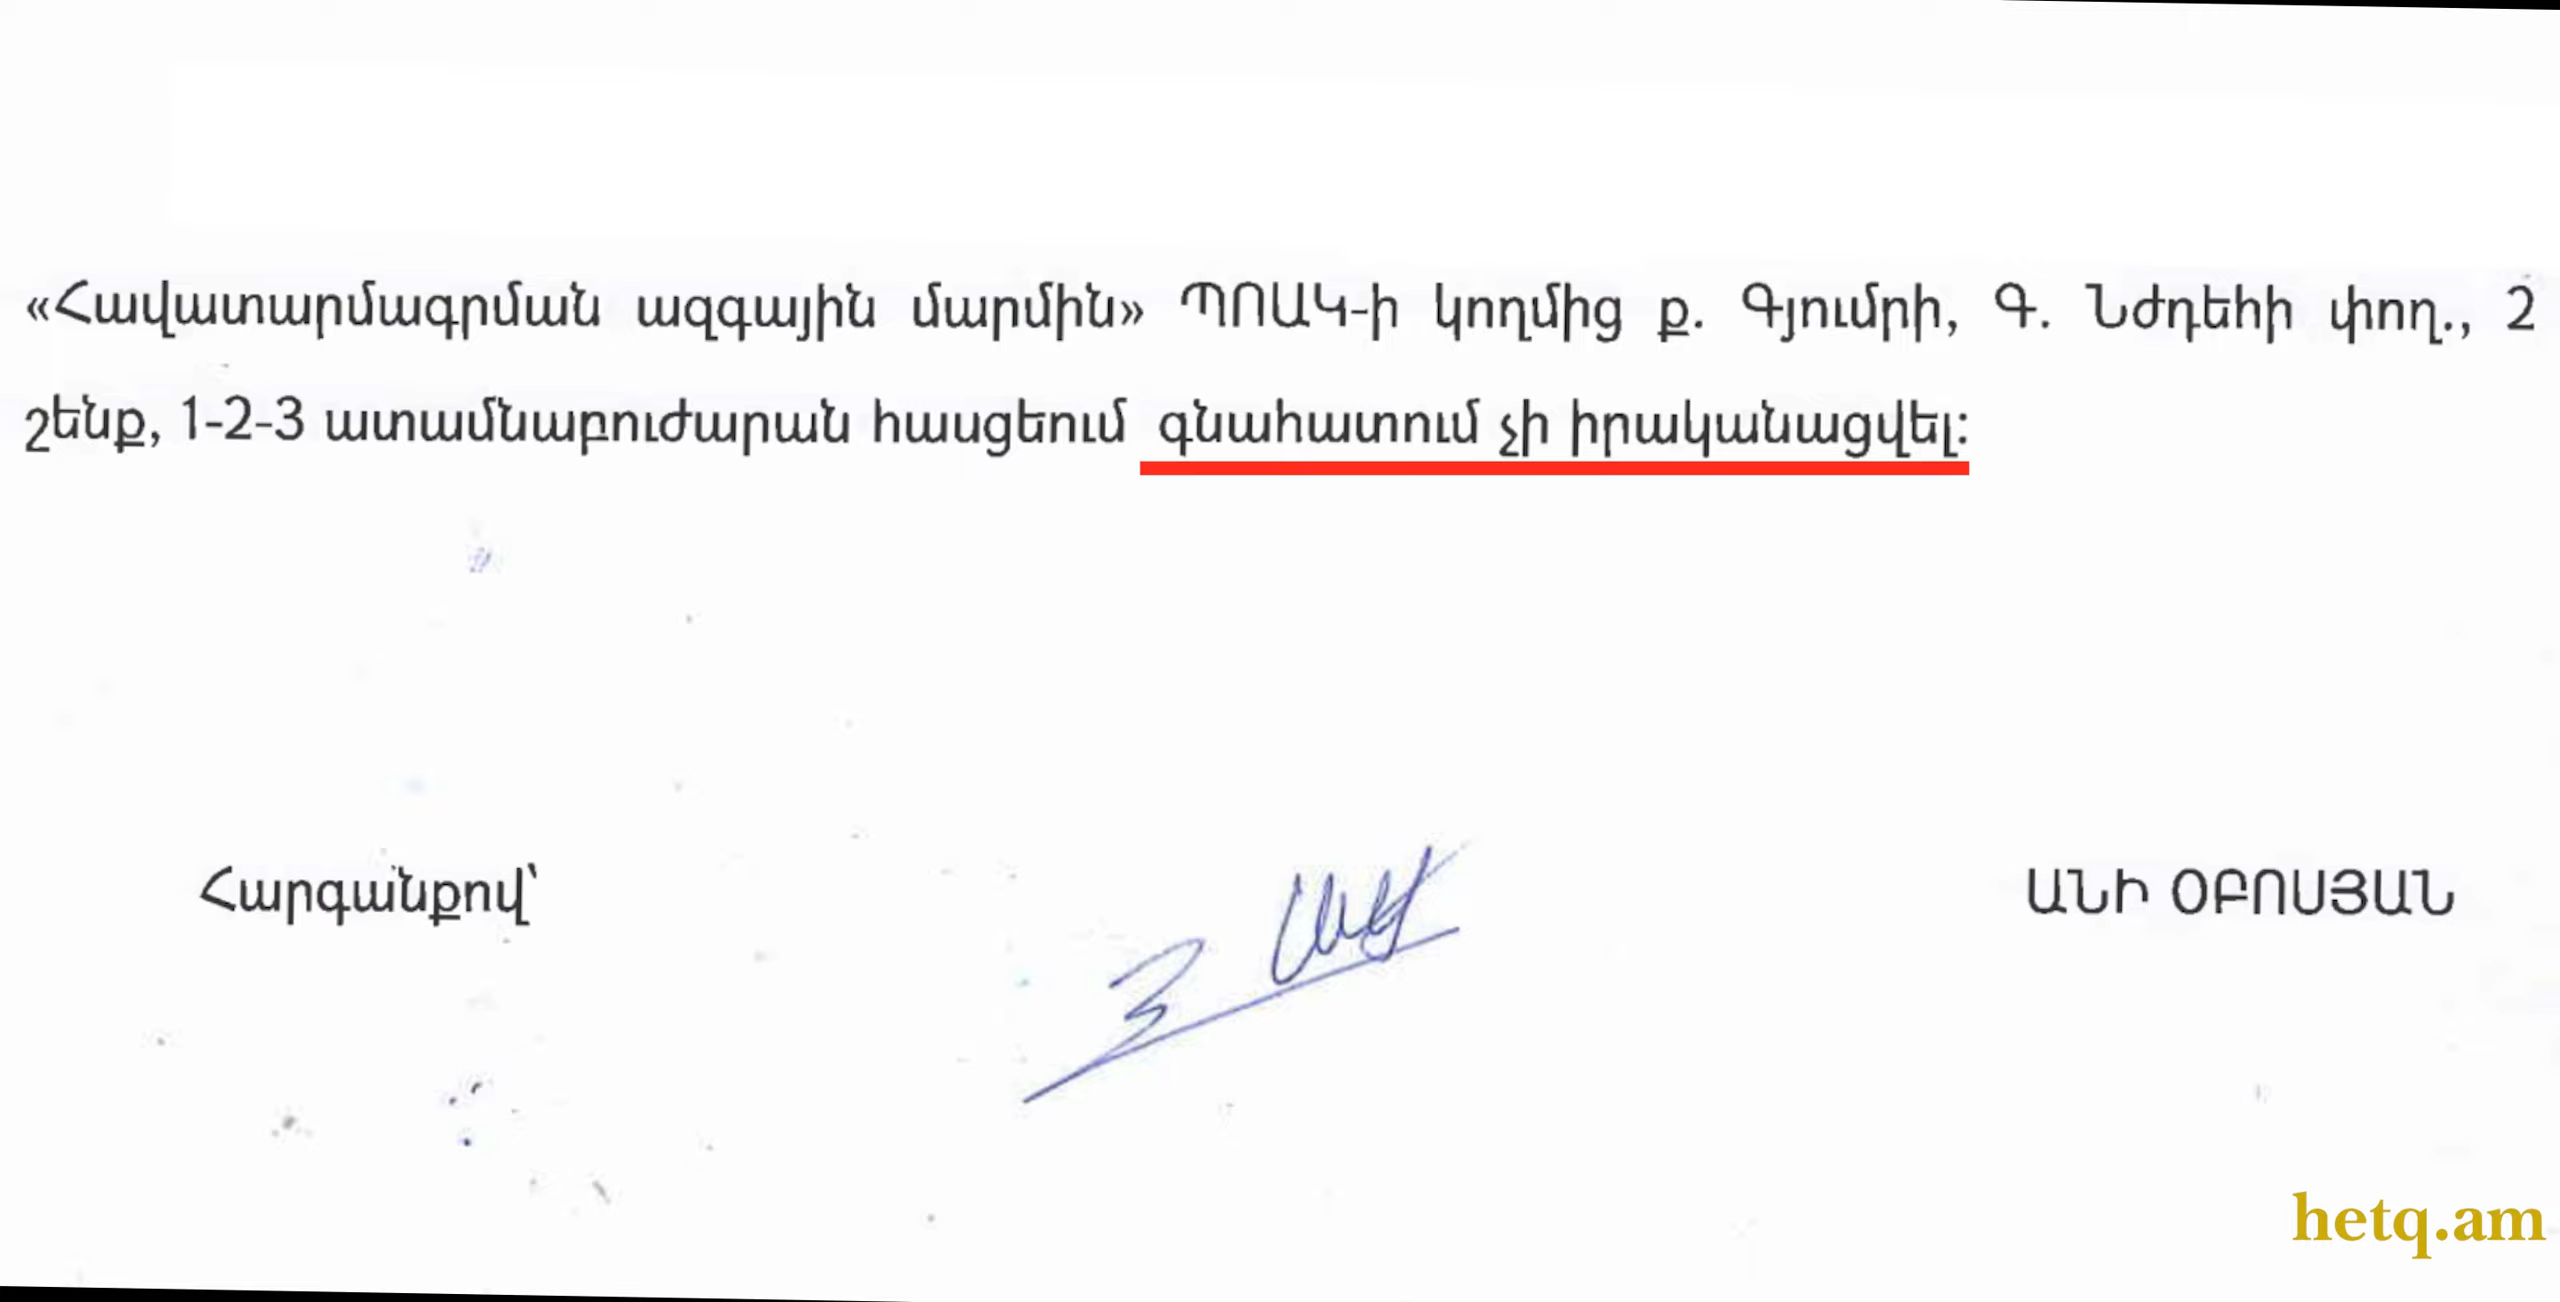 «Հավատարմագրման ազգային մարմին» ՊՈԱԿ-ի կողմից ք. Գյումրի, Գ. Նժդեհի փող., 2
շենք, 1-2-3 ատամնաբուժարան հասցեում գնահատում չի իրականացվել:
Հարգանքով՝
ԱՆԻ ՕԲՈՍՅԱՆ
hetq.am